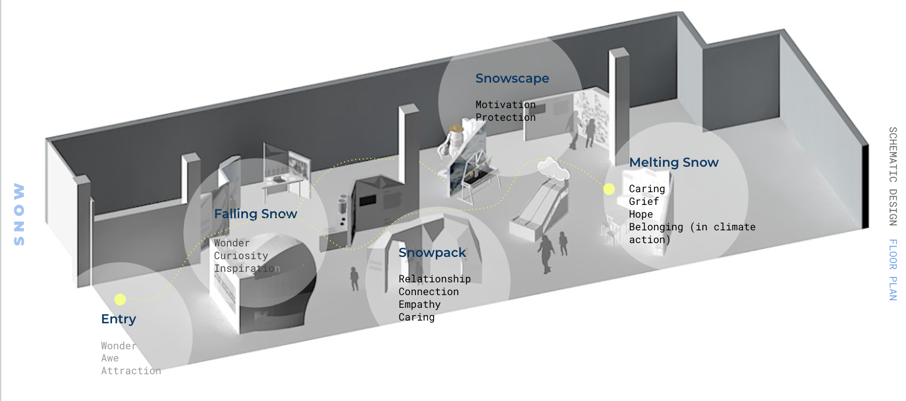 SNOW
Entry
Wonder
Awe
Attraction
Falling Snow
Wonder
Curiosity
Inspiration
Snowpack
Relationship
Connection
Empathy
Caring
Snowscape
Motivation
Protection
Melting Snow
Caring
Grief
Hope
Belonging (in climate
action)
SCHEMATIC DESIGN FLOOR PLAN